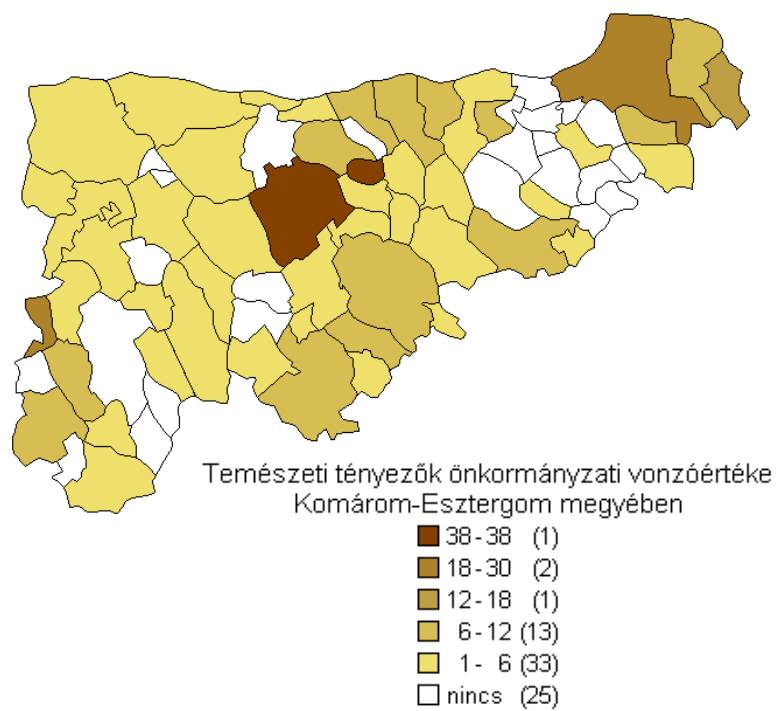 Temészeti tényezők önkormányzati vonzóértéke
Komárom-Esztergom megyében
38 - 38 (1)
18 - 30 (2)
12 - 18 (1)
6 - 12 (13)
1 - 6 (33)
nincs (25)